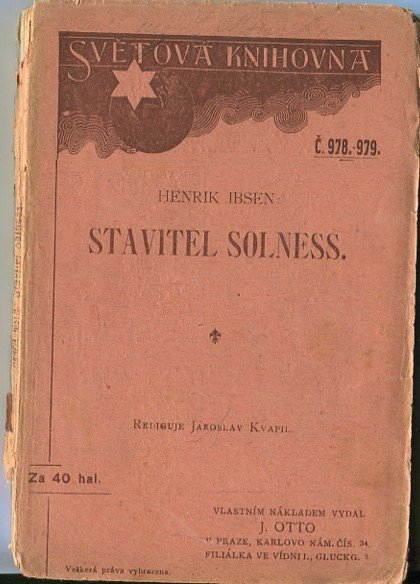 SVĚTOVÁ KNIHOVNA
Č. 978.-979.
HENRIK IBSEN:
STAVITEL SOLNESS.
REDIGUJE JAROSLAV KVAPIL.
Za 40 hal.
VLASTNÍM NÁKLADEM VYDAL
J. OTTO
V PRAZE, KARLOVO NÁM. ČÍS. 34
FILIÁLKA VE VÍDNI I., GLUCKG. 3
Veškerá práva vyhrazena.